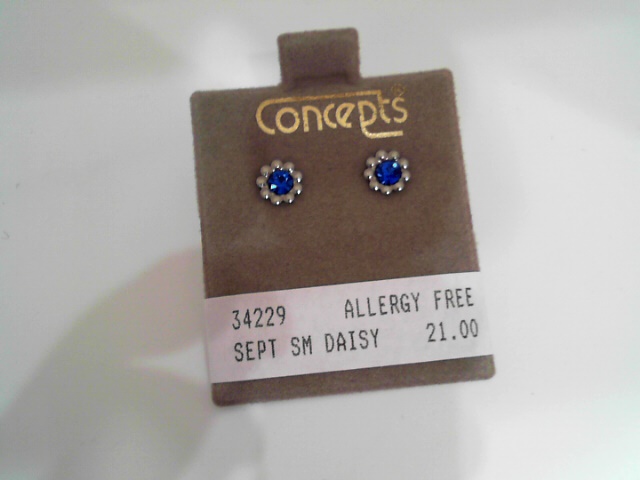 Concepts®
34229 ALLERGY FREE
SEPT SM DAISY 21.00